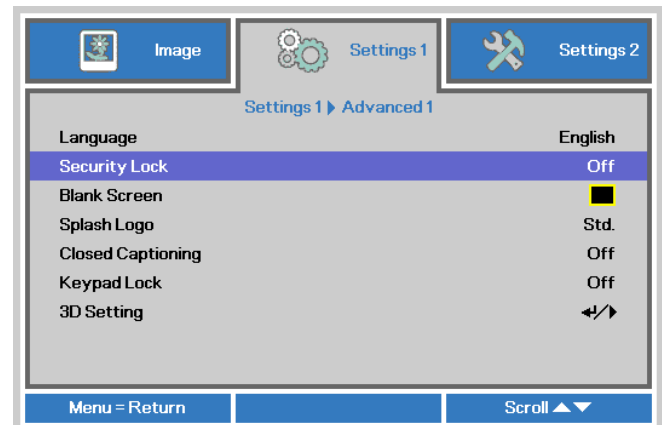 Image Settings 1 Settings 2
Settings 1 ▶ Advanced 1
Language English
Security Lock Off
Blank Screen
Splash Logo Std.
Closed Captioning Off
Keypad Lock Off
3D Setting ↵/▶
Menu = Return Scroll ▲▼